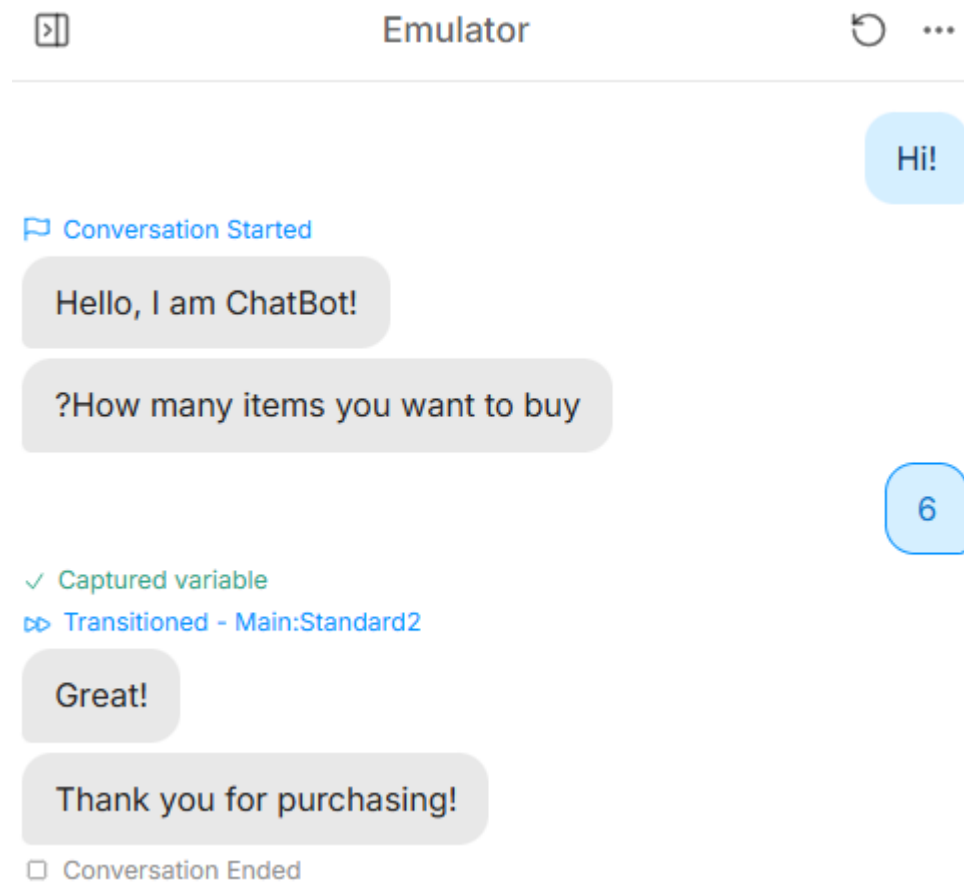 Emulator
Hi!
Conversation Started
Hello, I am ChatBot!
?How many items you want to buy
6
Captured variable
Transitioned - Main:Standard2
Great!
Thank you for purchasing!
Conversation Ended